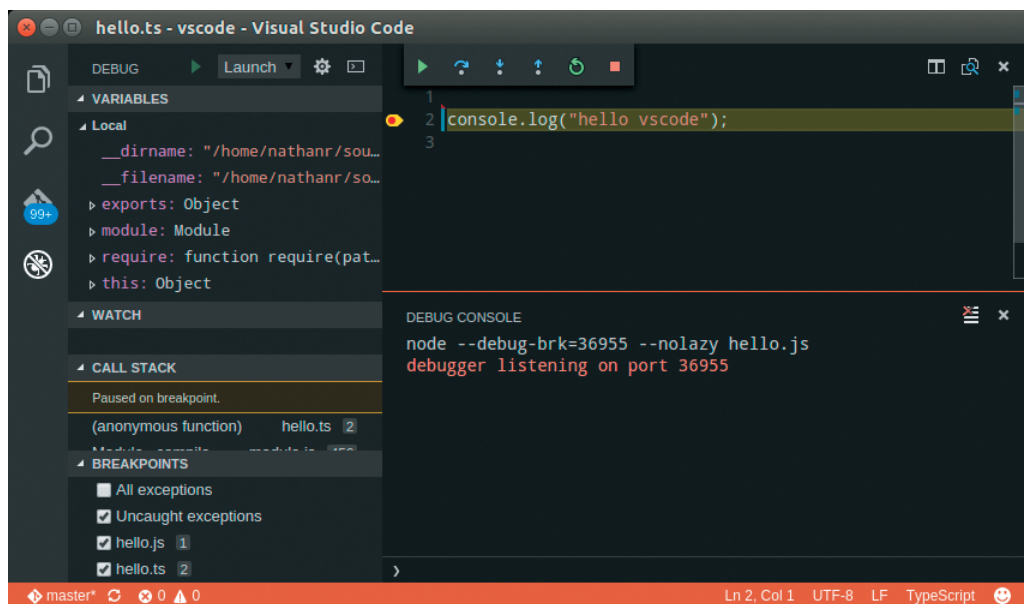 hello.ts - vscode - Visual Studio Code
DEBUG Launch
VARIABLES
Local
__dirname: "/home/nathanr/sou…
__filename: "/home/nathanr/so…
exports: Object
module: Module
require: function require(pat…
this: Object
WATCH
CALL STACK
Paused on breakpoint.
(anonymous function) hello.ts 2
BREAKPOINTS
All exceptions
Uncaught exceptions
hello.js 1
hello.ts 2
99+
1
2 console.log("hello vscode");
3
DEBUG CONSOLE
node --debug-brk=36955 --nolazy hello.js
debugger listening on port 36955
❯
master* 0 0 Ln 2, Col 1 UTF-8 LF TypeScript